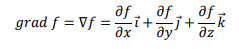 grad f = ∇f = ∂f/∂x i⃗ + ∂f/∂y j⃗ + ∂f/∂z k⃗